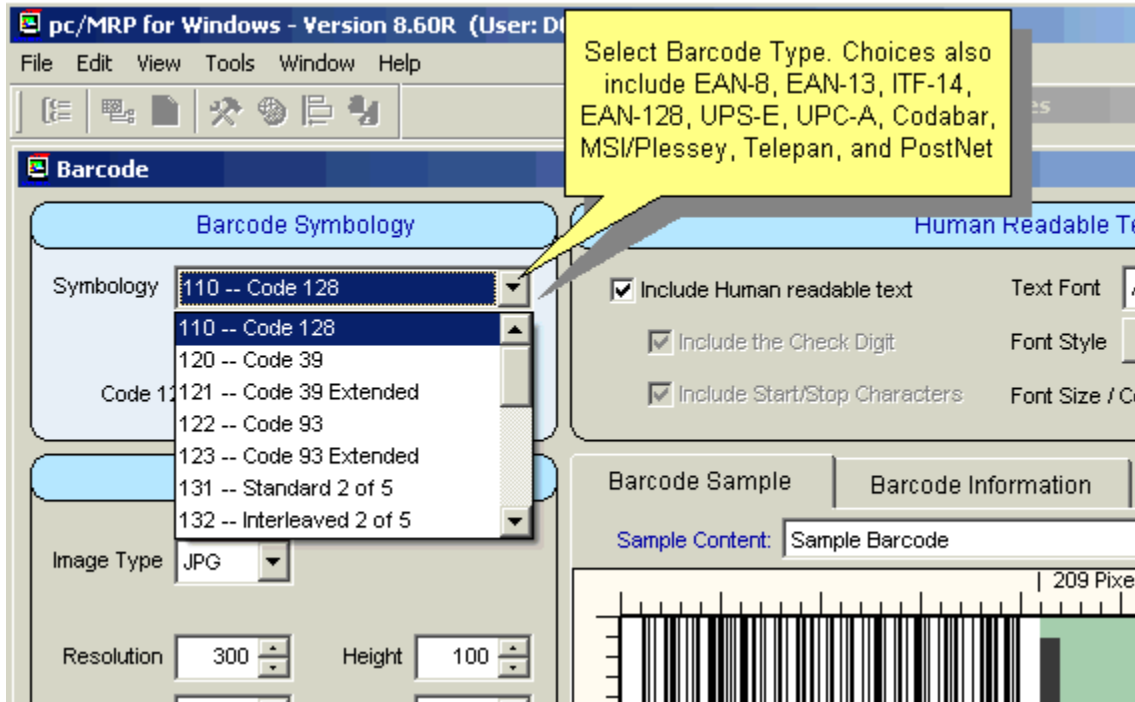 pc/MRP for Windows - Version 8.60R (User:
File Edit View Tools Window Help
Select Barcode Type. Choices also
include EAN-8, EAN-13, ITF-14,
EAN-128, UPS-E, UPC-A, Codabar,
MSI/Plessey, Telepan, and PostNet
Barcode
Barcode Symbology
Symbology 110 -- Code 128
110 -- Code 128
120 -- Code 39
121 -- Code 39 Extended
122 -- Code 93
123 -- Code 93 Extended
131 -- Standard 2 of 5
132 -- Interleaved 2 of 5
Code
Image Type JPG
Resolution 300 Height 100
Human Readable
Include Human readable text Text Font
Include the Check Digit Font Style
Include Start/Stop Characters Font Size /
Barcode Sample Barcode Information
Sample Content: Sample Barcode
209 Pixe